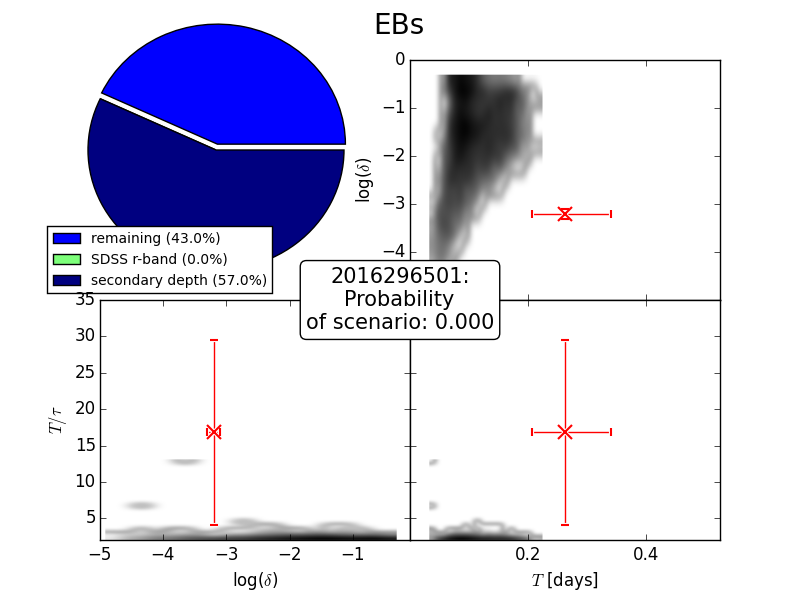 EBs
remaining (43.0%)
SDSS r-band (0.0%)
secondary depth (57.0%)
0
−1
−2
−3
−4
log(δ)
2016296501:
Probability
of scenario: 0.000
35
30
25
20
15
10
5
T/τ
−5
−4
−3
−2
−1
log(δ)
0.2
0.4
T [days]